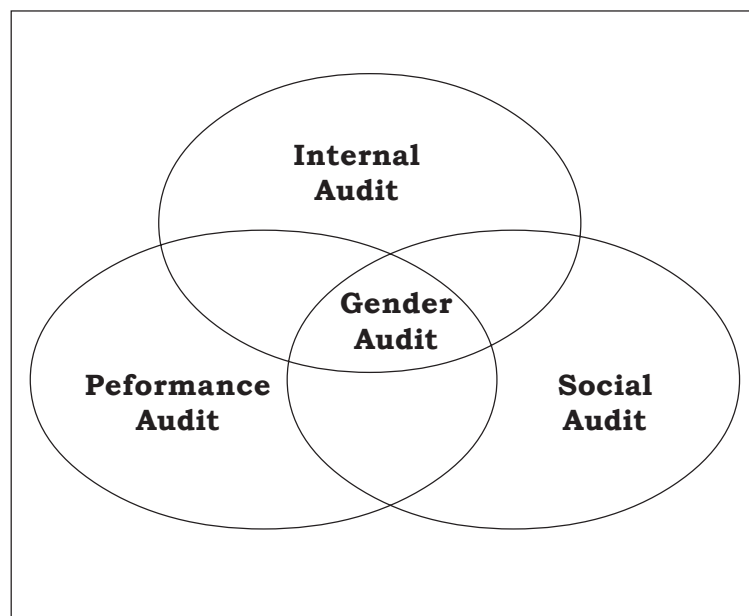 Internal
Audit
Gender
Audit
Peformance
Audit
Social
Audit